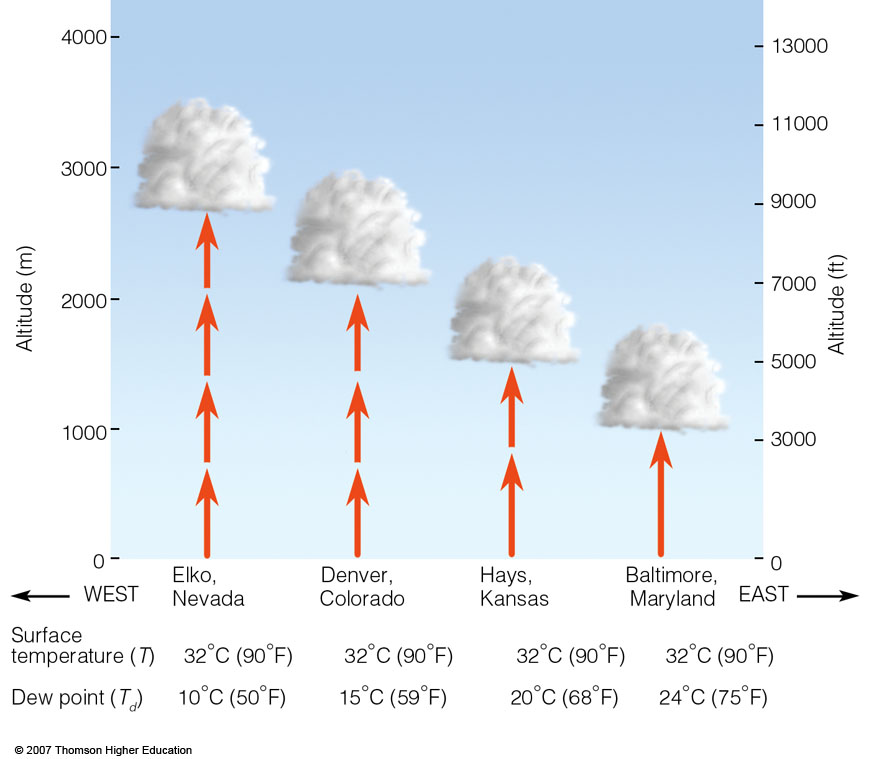 4000
3000
2000
1000
0
Altitude (m)
13000
11000
9000
7000
5000
3000
0
Altitude (ft)
WEST
Elko,
Nevada
Denver,
Colorado
Hays,
Kansas
Baltimore,
Maryland
EAST
Surface
temperature (T) 32°C (90°F) 32°C (90°F) 32°C (90°F) 32°C (90°F)
Dew point (T_d) 10°C (50°F) 15°C (59°F) 20°C (68°F) 24°C (75°F)
© 2007 Thomson Higher Education